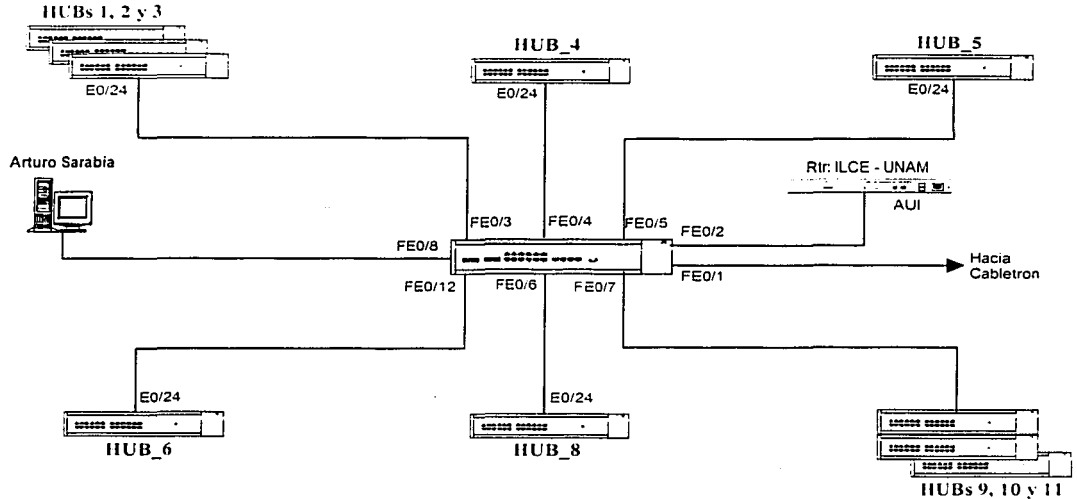 HUBs 1, 2 y 3
HUB_4
HUB_5
E0/24
E0/24
E0/24
Arturo Sarabia
Rtr: ILCE - UNAM
AUI
FE0/3
FE0/4
FE0/5
FE0/2
FE0/8
Hacia
Cabletron
FE0/1
FE0/12
FE0/6
FE0/7
E0/24
E0/24
HUB_6
HUB_8
HUBs 9, 10 y 11